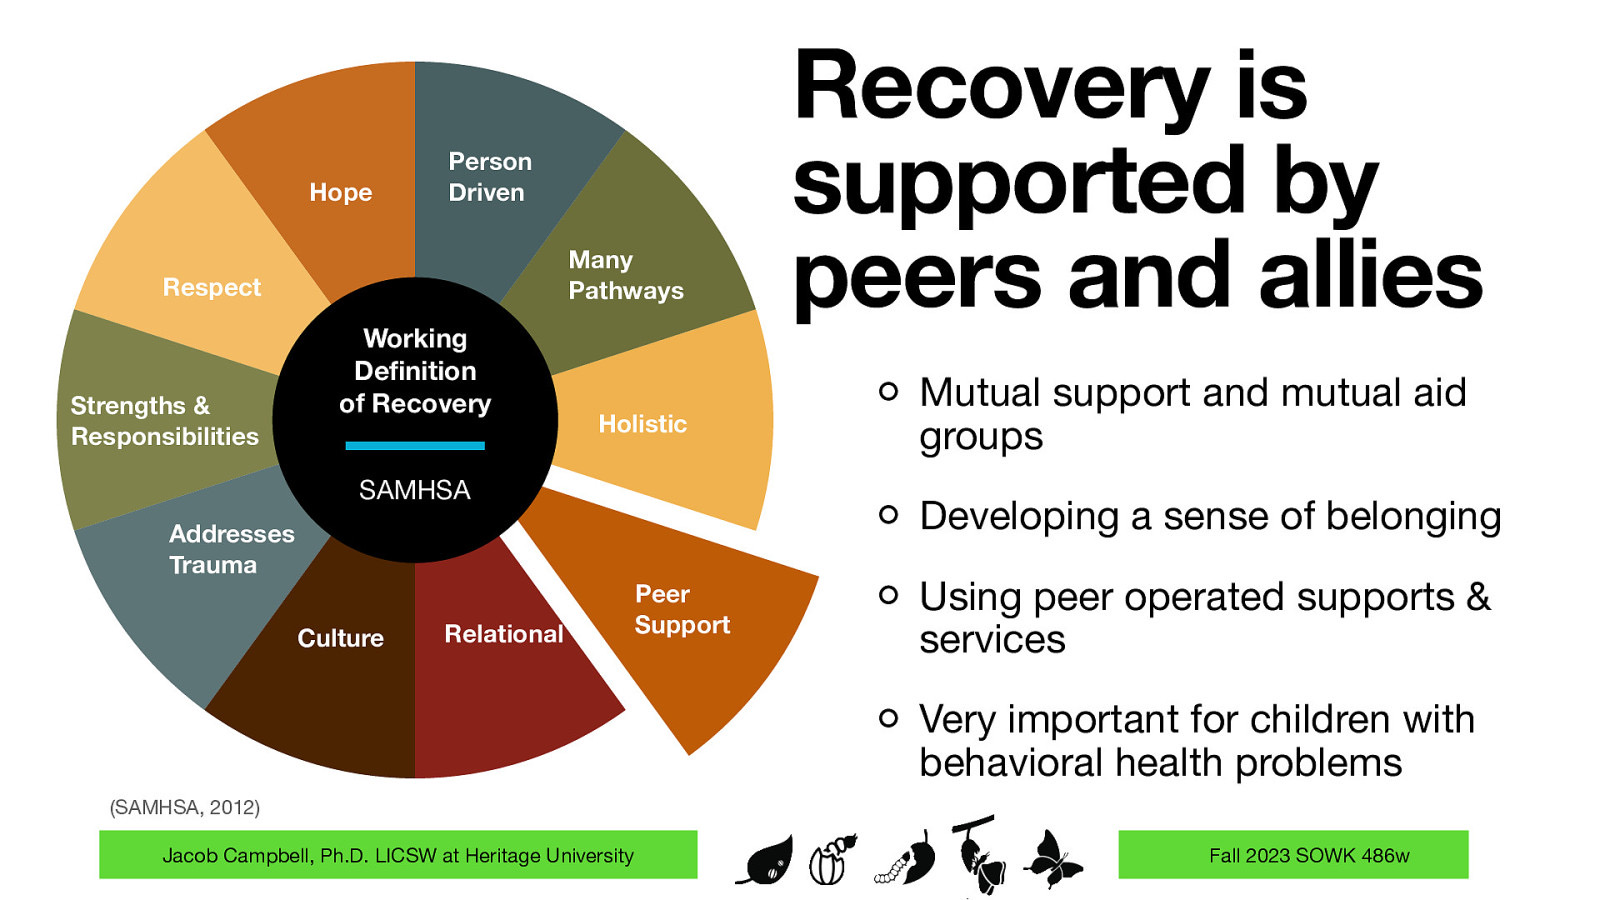 Recovery is
supported by
peers and allies
Hope
Person
Driven
Many
Pathways
Respect
Holistic
Strengths &
Responsibilities
Working
Definition
of Recovery
SAMHSA
Addresses
Trauma
Culture
Relational
Peer
Support
Mutual support and mutual aid
groups
Developing a sense of belonging
Using peer operated supports &
services
Very important for children with
behavioral health problems
(SAMHSA, 2012)
Jacob Campbell, Ph.D. LICSW at Heritage University
Fall 2023 SOWK 486w